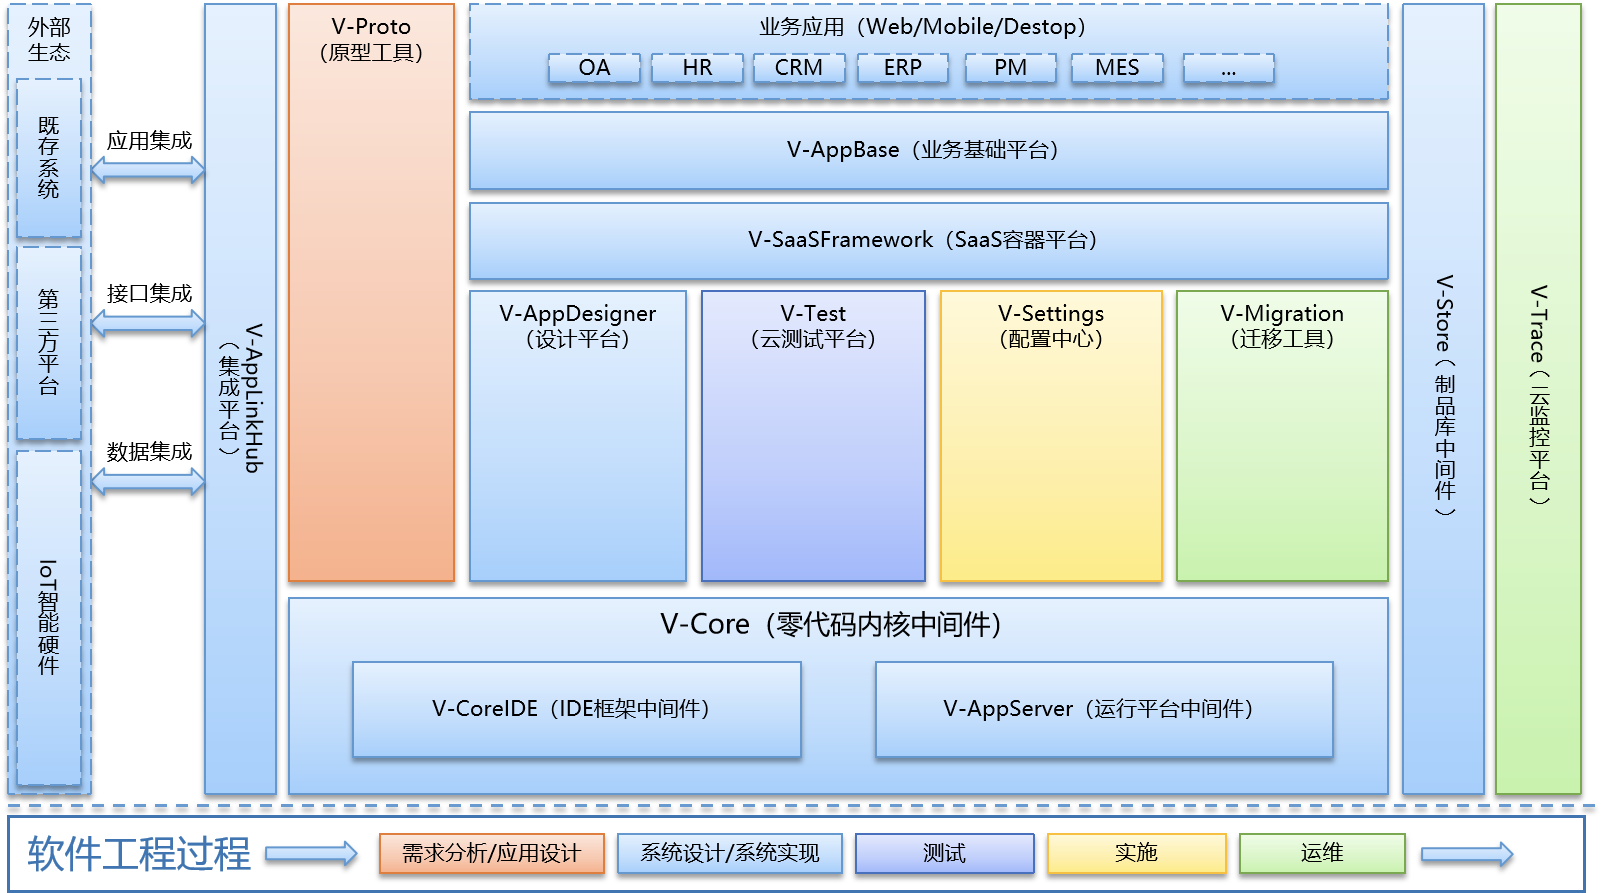 外部
生态
既存系统
第三方平台
IoT智能硬件
应用集成
接口集成
数据集成
V-AppLinkHub
（集成平台）
V-Proto
（原型工具）
业务应用（Web/Mobile/Destop）
OA
HR
CRM
ERP
PM
MES
...
V-AppBase（业务基础平台）
V-SaaSFramework（SaaS容器平台）
V-AppDesigner
（设计平台）
V-Test
（云测试平台）
V-Settings
（配置中心）
V-Migration
（迁移工具）
V-Core（零代码内核中间件）
V-CoreIDE（IDE框架中间件）
V-AppServer（运行平台中间件）
V-Store（制品库中间件）
V-Trace（云监控平台）
软件工程过程
需求分析/应用设计
系统设计/系统实现
测试
实施
运维